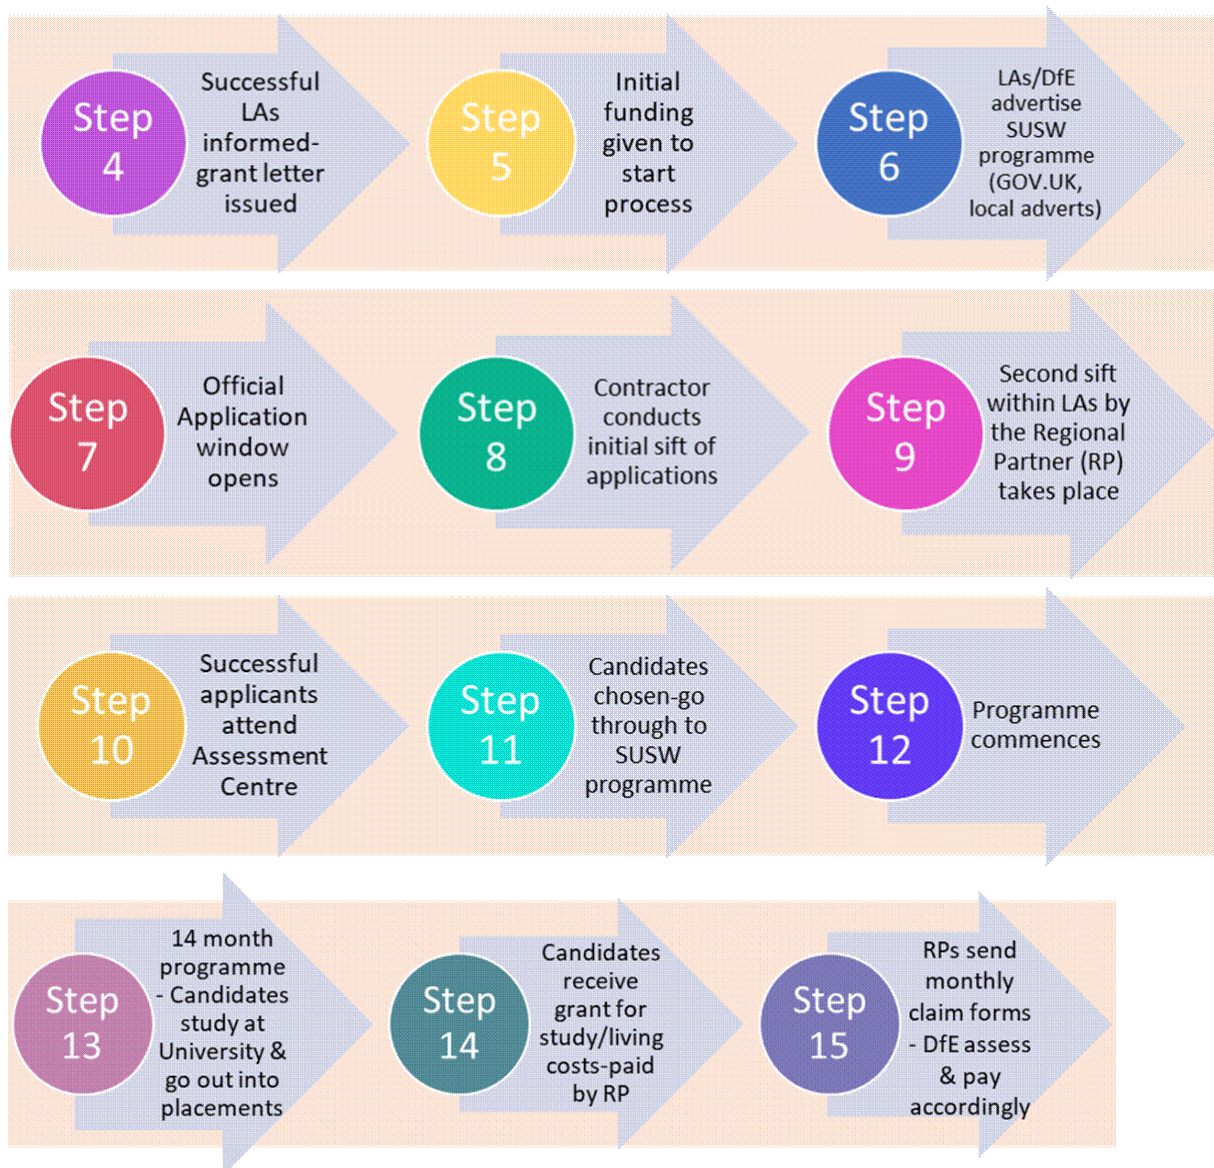 Step
4
Successful
LAs
informed-
grant letter
issued
Step
5
Initial
funding
given to
start
process
Step
6
LAs/DfE
advertise
SUSW
programme
(GOV.UK,
local adverts)
Step
7
Official
Application
window
opens
Step
8
Contractor
conducts
initial sift of
applications
Step
9
Second sift
within LAs by
the Regional
Partner (RP)
takes place
Step
10
Successful
applicants
attend
Assessment
Centre
Step
11
Candidates
chosen-go
through to
SUSW
programme
Step
12
Programme
commences
Step
13
14 month
programme
- Candidates
study at
University &
go out into
placements
Step
14
Candidates
receive
grant for
study/living
costs-paid
by RP
Step
15
RPs send
monthly
claim forms
- DfE assess
& pay
accordingly